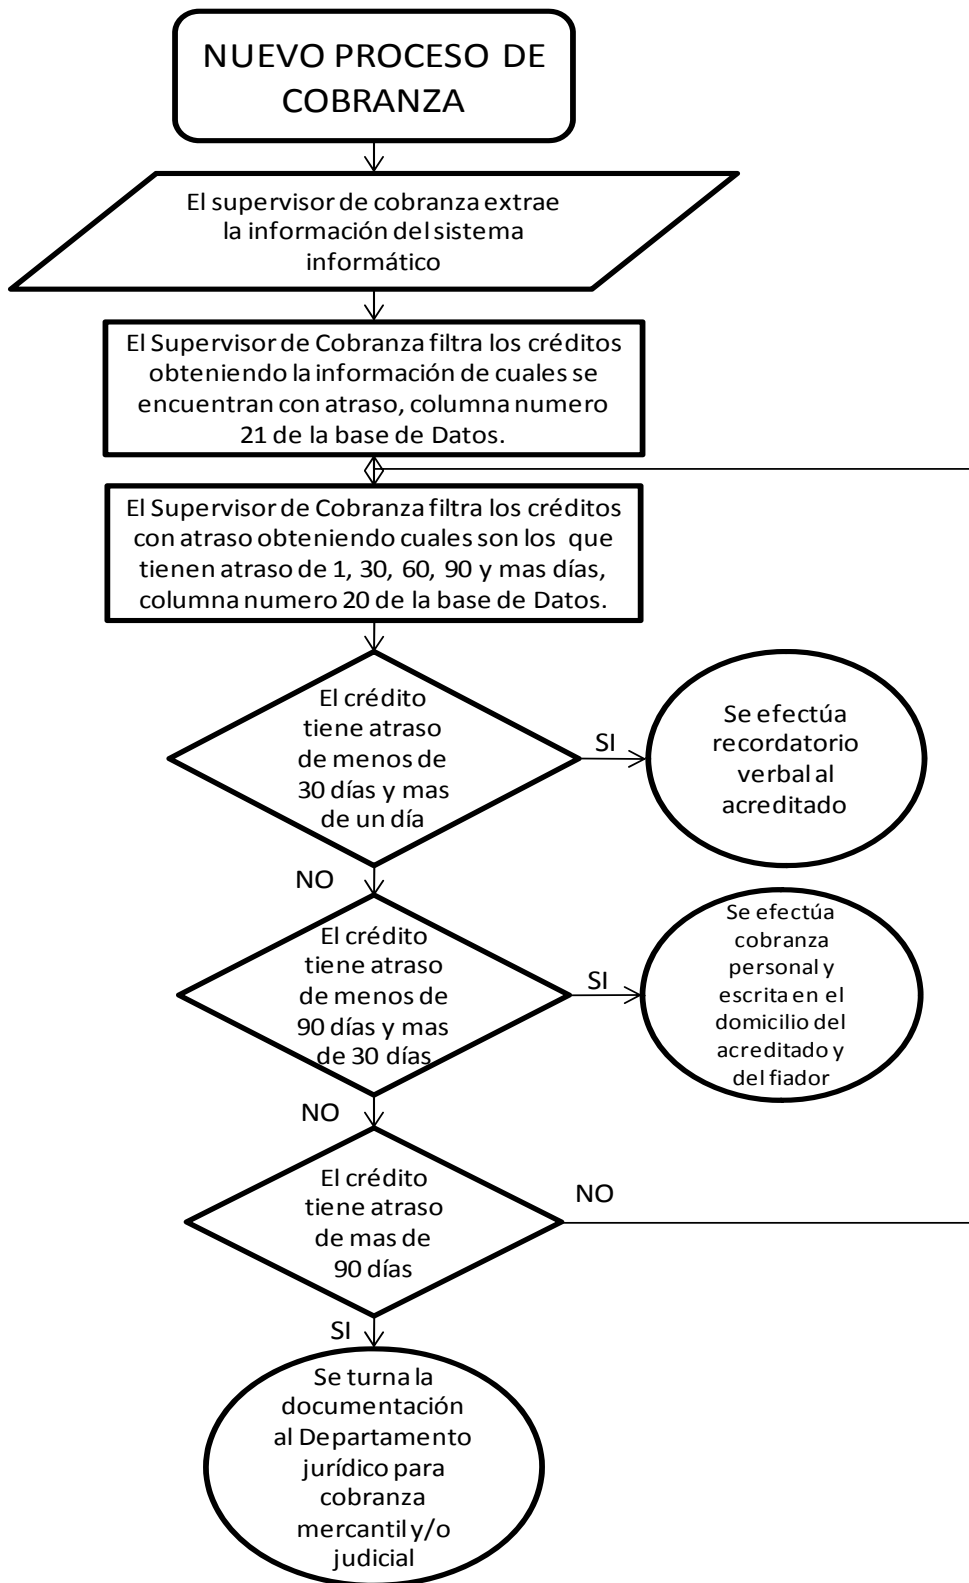 NUEVO PROCESO DE
COBRANZA
El supervisor de cobranza extrae
la información del sistema
informático
El Supervisor de Cobranza filtra los créditos
obteniendo la información de cuales se
encuentran con atraso, columna numero
21 de la base de Datos.
El Supervisor de Cobranza filtra los créditos
con atraso obteniendo cuales son los que
tienen atraso de 1, 30, 60, 90 y mas días,
columna numero 20 de la base de Datos.
El crédito
tiene atraso
de menos de
30 días y mas
de un día
SI
Se efectúa
recordatorio
verbal al
acreditado
NO
El crédito
tiene atraso
de menos de
90 días y mas
de 30 días
SI
Se efectúa
cobranza
personal y
escrita en el
domicilio del
acreditado y
del fiador
NO
El crédito
tiene atraso
de mas de
90 días
NO
SI
Se turna la
documentación
al Departamento
jurídico para
cobranza
mercantil y/o
judicial